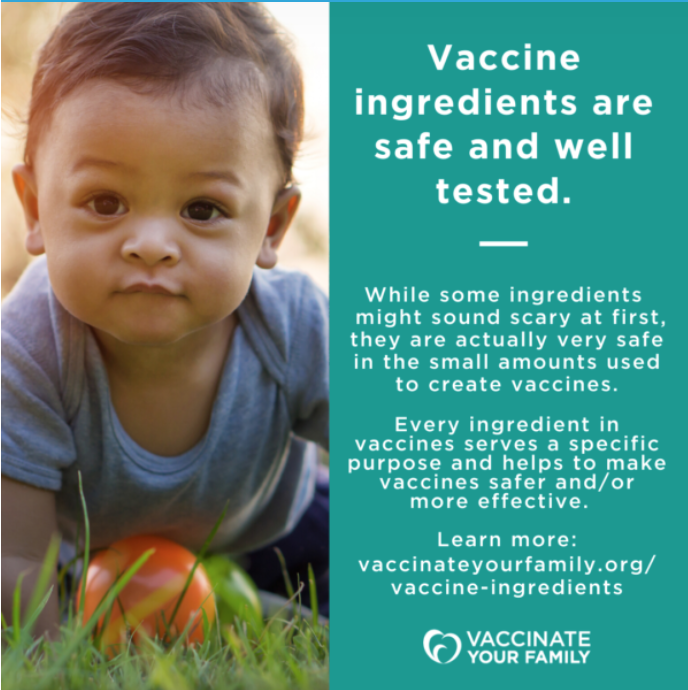 Vaccine
ingredients are
safe and well
tested.
While some ingredients
might sound scary at first,
they are actually very safe
in the small amounts used
to create vaccines.
Every ingredient in
vaccines serves a specific
purpose and helps to make
vaccines safer and/or
more effective.
Learn more:
vaccinateyourfamily.org/
vaccine-ingredients
VACCINATE
YOUR FAMILY